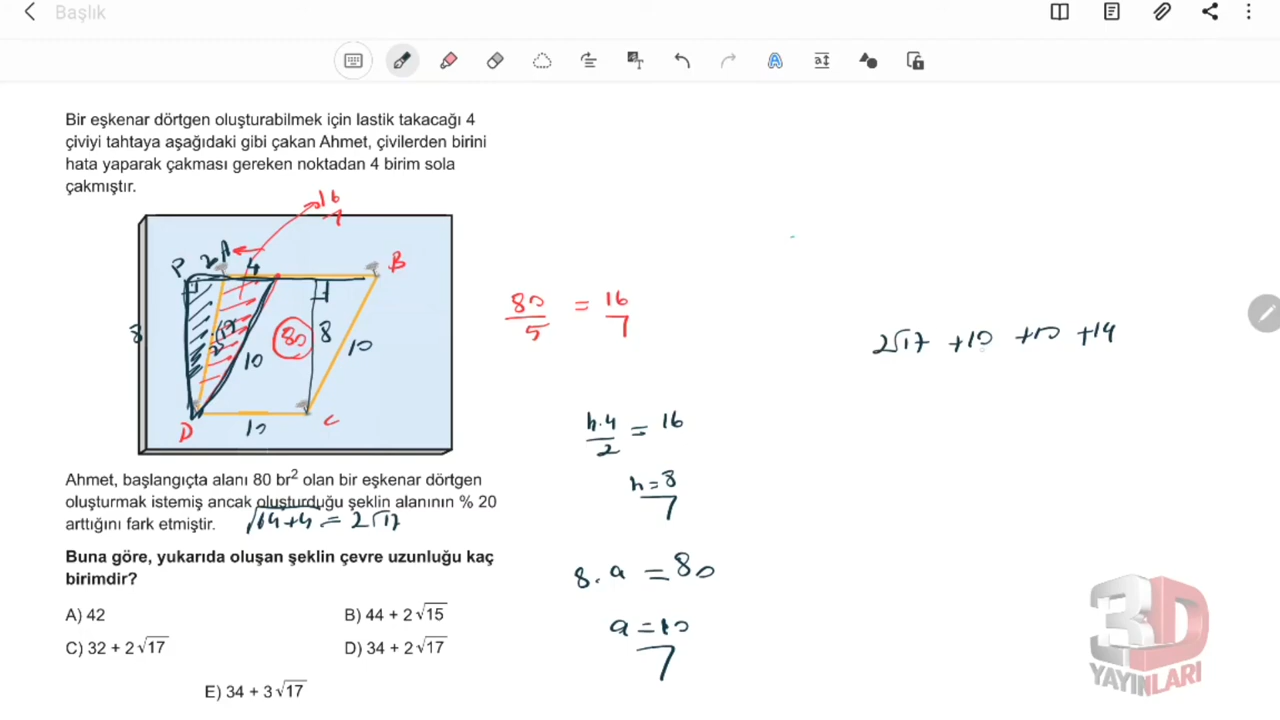 Başlık
Bir eşkenar dörtgen oluşturabilmek için lastik takacağı 4
çiviyi tahtaya aşağıdaki gibi çakan Ahmet, çivilerden birini
hata yaparak çakması gereken noktadan 4 birim sola
çakmıştır.
16
7
P 2 A 4 B
8 2√17 10 80 8 10
D 10 C
80/5 = 16
h.4/2 = 16
h=8
8.a = 80
a=10
2√17 +10 +10 +14
Ahmet, başlangıçta alanı 80 br² olan bir eşkenar dörtgen
oluşturmak istemiş ancak oluşturduğu şeklin alanının % 20
arttığını fark etmiştir. √64+4 = 2√17
Buna göre, yukarıda oluşan şeklin çevre uzunluğu kaç
birimdir?
A) 42
B) 44 + 2√15
C) 32 + 2√17
D) 34 + 2√17
E) 34 + 3√17
3D
YAYINLARI